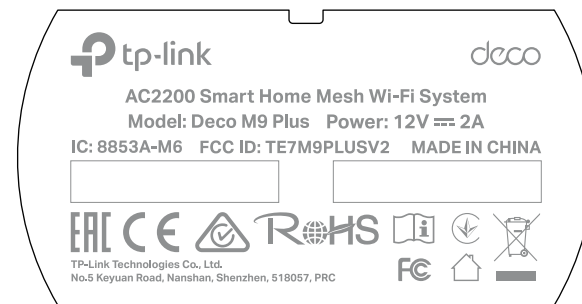 tp-link deco
AC2200 Smart Home Mesh Wi-Fi System
Model: Deco M9 Plus Power: 12V ⎓ 2A
IC: 8853A-M6 FCC ID: TE7M9PLUSV2 MADE IN CHINA
EAC CE RoHS i
TP-Link Technologies Co., Ltd.
No.5 Keyuan Road, Nanshan, Shenzhen, 518057, PRC
FC